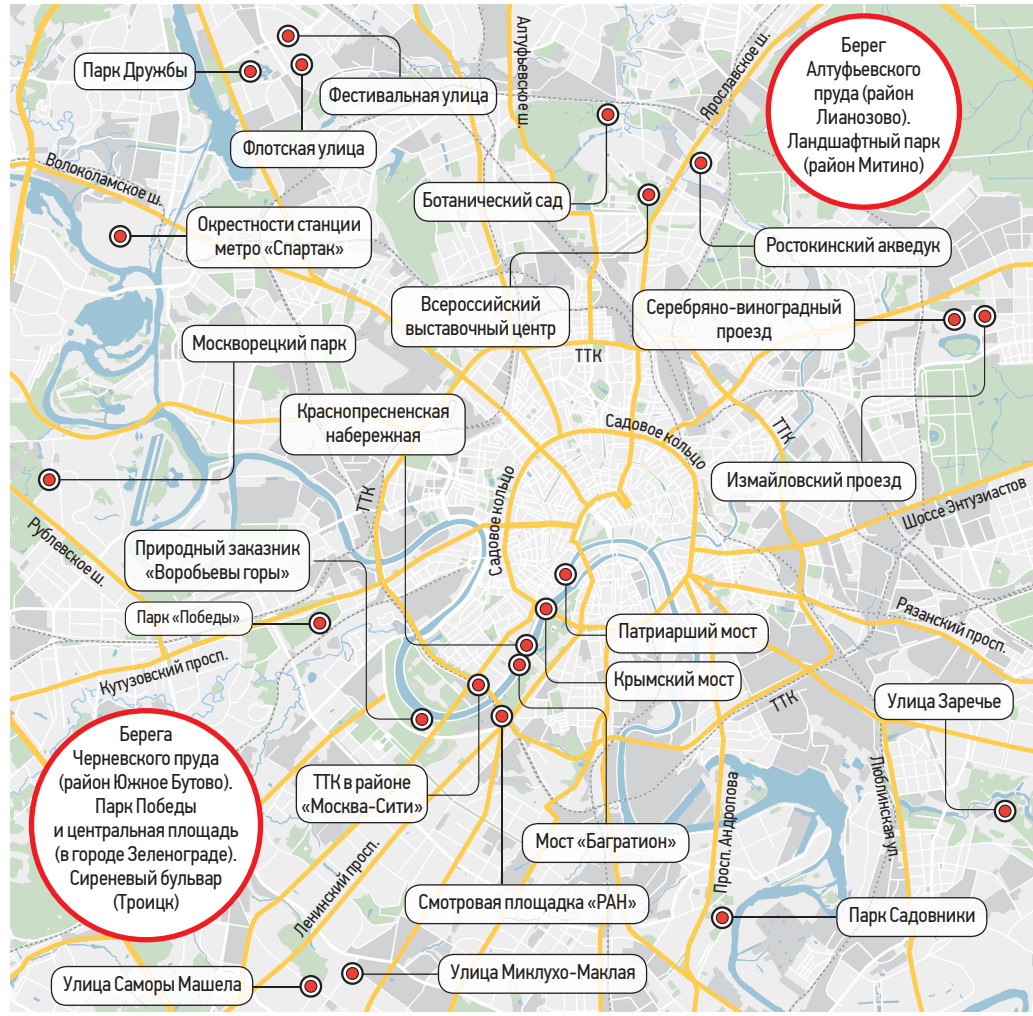 Парк Дружбы
Фестивальная улица
Флотская улица
Алтуфьевское ш.
Ярославское ш.
Берег
Алтуфьевского
пруда (район
Лианозово).
Ландшафтный парк
(район Митино)
Волоколамское ш.
Ботанический сад
Окрестности станции
метро «Спартак»
Ростокинский акведук
Всероссийский
выставочный центр
Серебряно-виноградный
проезд
Москворецкий парк
ТТК
Краснопресненская
набережная
Садовое кольцо
ТТК
Измайловский проезд
Шоссе Энтузиастов
ТТК
Садовое кольцо
Рублевское ш.
Природный заказник
«Воробьевы горы»
Парк «Победы»
Патриарший мост
Рязанский просп.
Кутузовский просп.
Крымский мост
ТТК
Улица Заречье
Берега
Черневского пруда
(район Южное Бутово).
Парк Победы
и центральная площадь
(в городе Зеленограде).
Сиреневый бульвар
(Троицк)
ТТК в районе
«Москва-Сити»
Мост «Багратион»
Просп. Андропова
Люблинская ул.
Ленинский просп.
Смотровая площадка «РАН»
Парк Садовники
Улица Саморы Машела
Улица Миклухо-Маклая